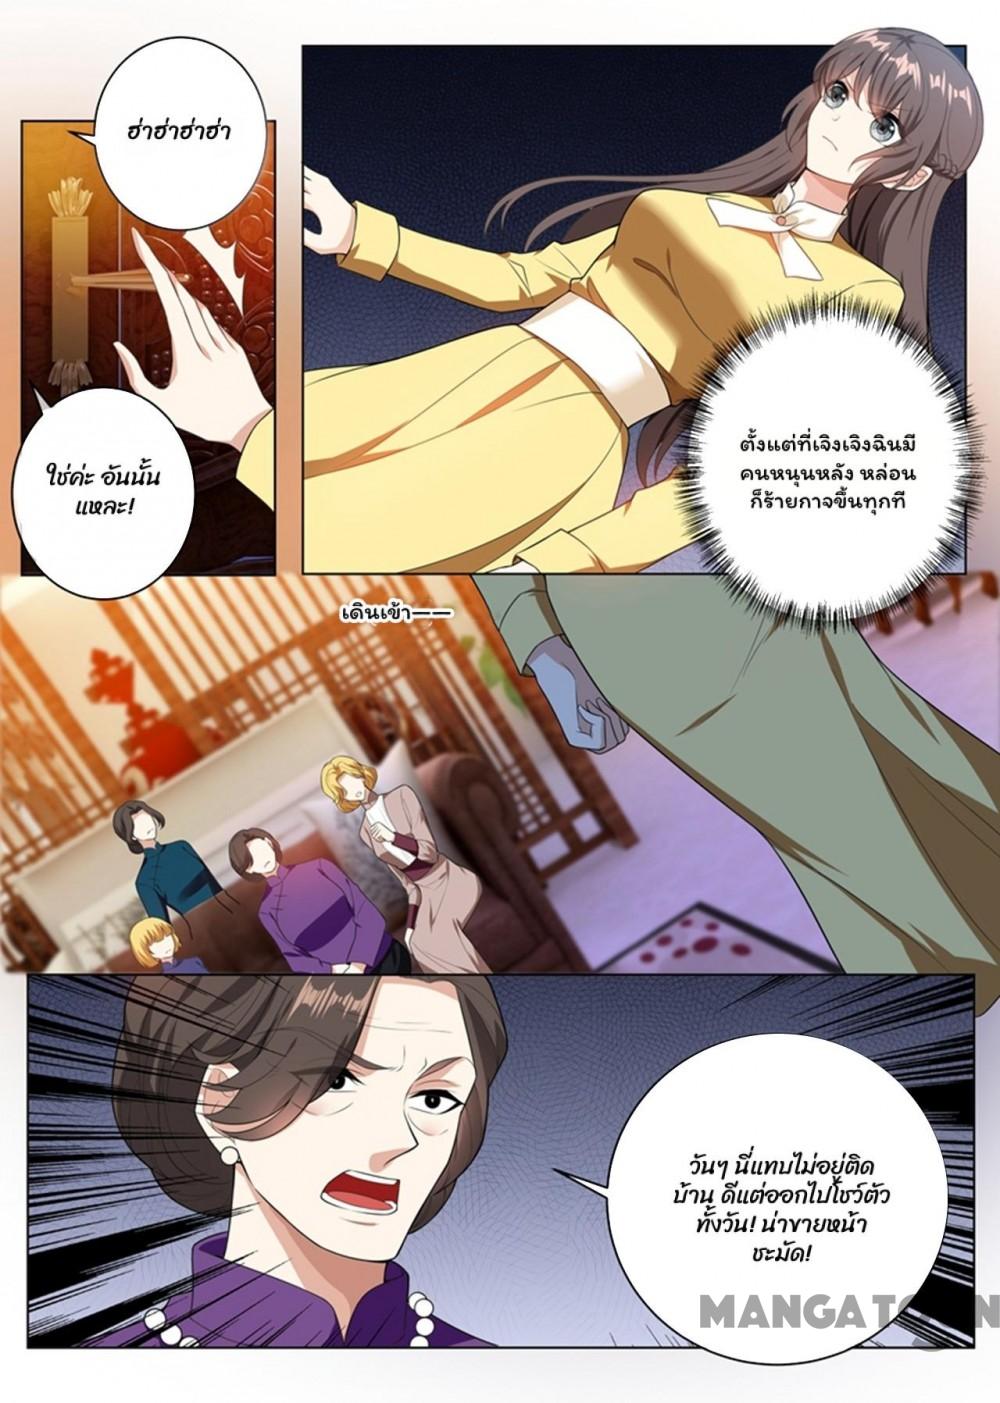 ฮ่าฮ่าฮ่าฮ่า
ใช่ค่ะ อันนั้น
แหละ!
ตั้งแต่ที่เจิงเจิงฉินมี
คนหนุนหลัง หล่อน
ก็ร้ายกาจขึ้นทุกที
เดินเข้า——
วันๆ นี่แทบไม่อยู่ติด
บ้าน ดีแต่ออกไปโชว์ตัว
ทั้งวัน! น่าขายหน้า
ชะมัด!